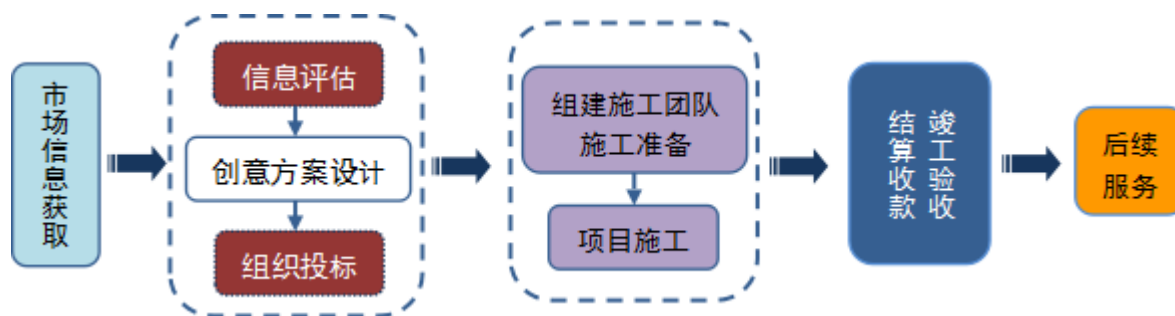 市场信息获取
信息评估
创意方案设计
组织投标
组建施工团队
施工准备
项目施工
竣工验收
结算收款
后续
服务